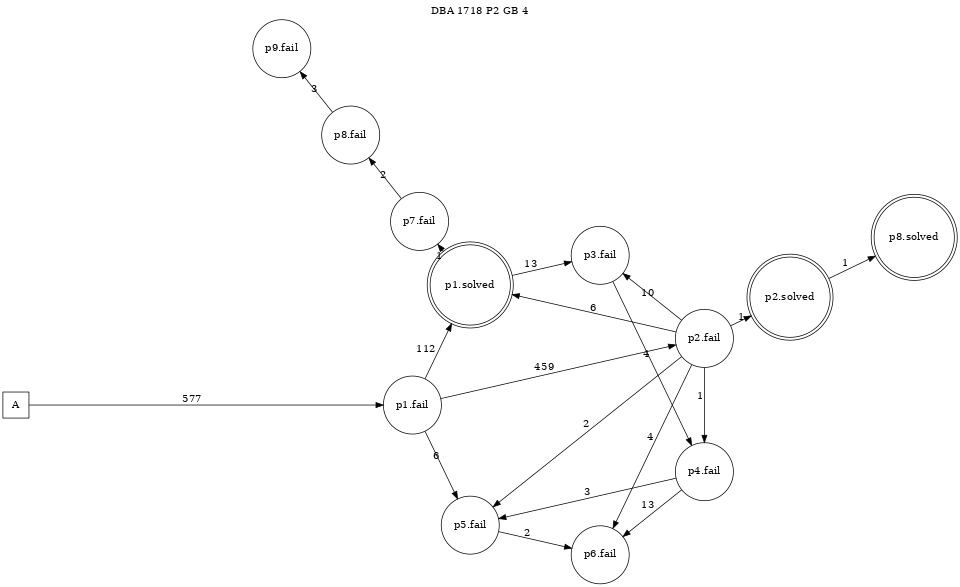 DBA 1718 P2 GB 4
p9.fail
3
p8.fail
2
p7.fail
1
p1.solved
13
p3.fail
10
6
p2.fail
1
p2.solved
1
p8.solved
112
459
4
A
577
p1.fail
6
2
4
1
p4.fail
3
13
p5.fail
2
p6.fail